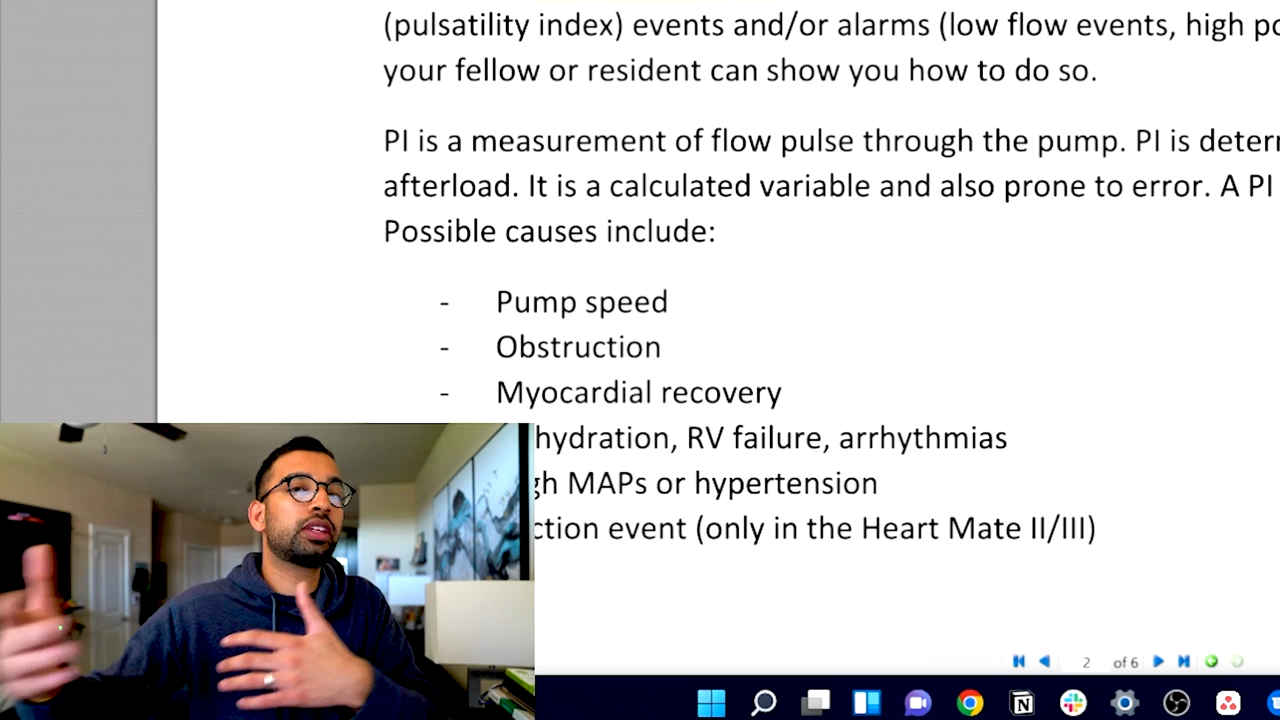 (pulsatility index) events and/or alarms (low flow events, high
your fellow or resident can show you how to do so.
PI is a measurement of flow pulse through the pump. PI is
afterload. It is a calculated variable and also prone to error. A PI
Possible causes include:
- Pump speed
- Obstruction
- Myocardial recovery
hydration, RV failure, arrhythmias
gh MAPs or hypertension
ction event (only in the Heart Mate II/III)
2 of 6
N